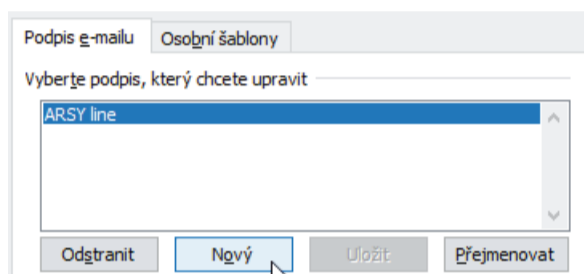 Podpis e-mailu Osobní šablony
Vyberte podpis, který chcete upravit
ARSY line
Odstranit Nový Uložit Přejmenovat